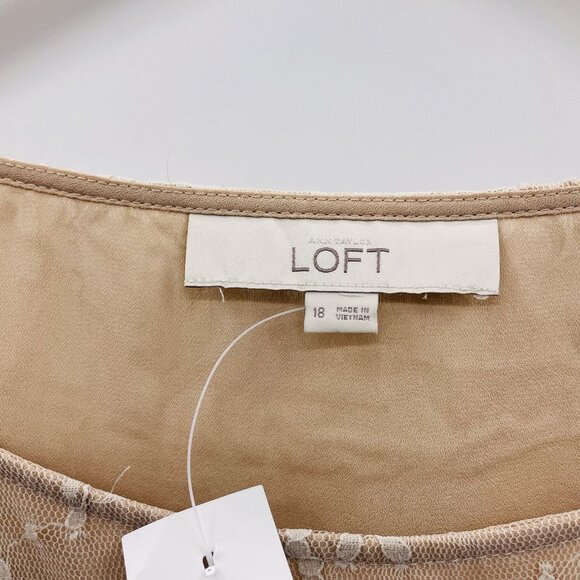 ANN TAYLOR
LOFT
18
MADE IN
VIETNAM